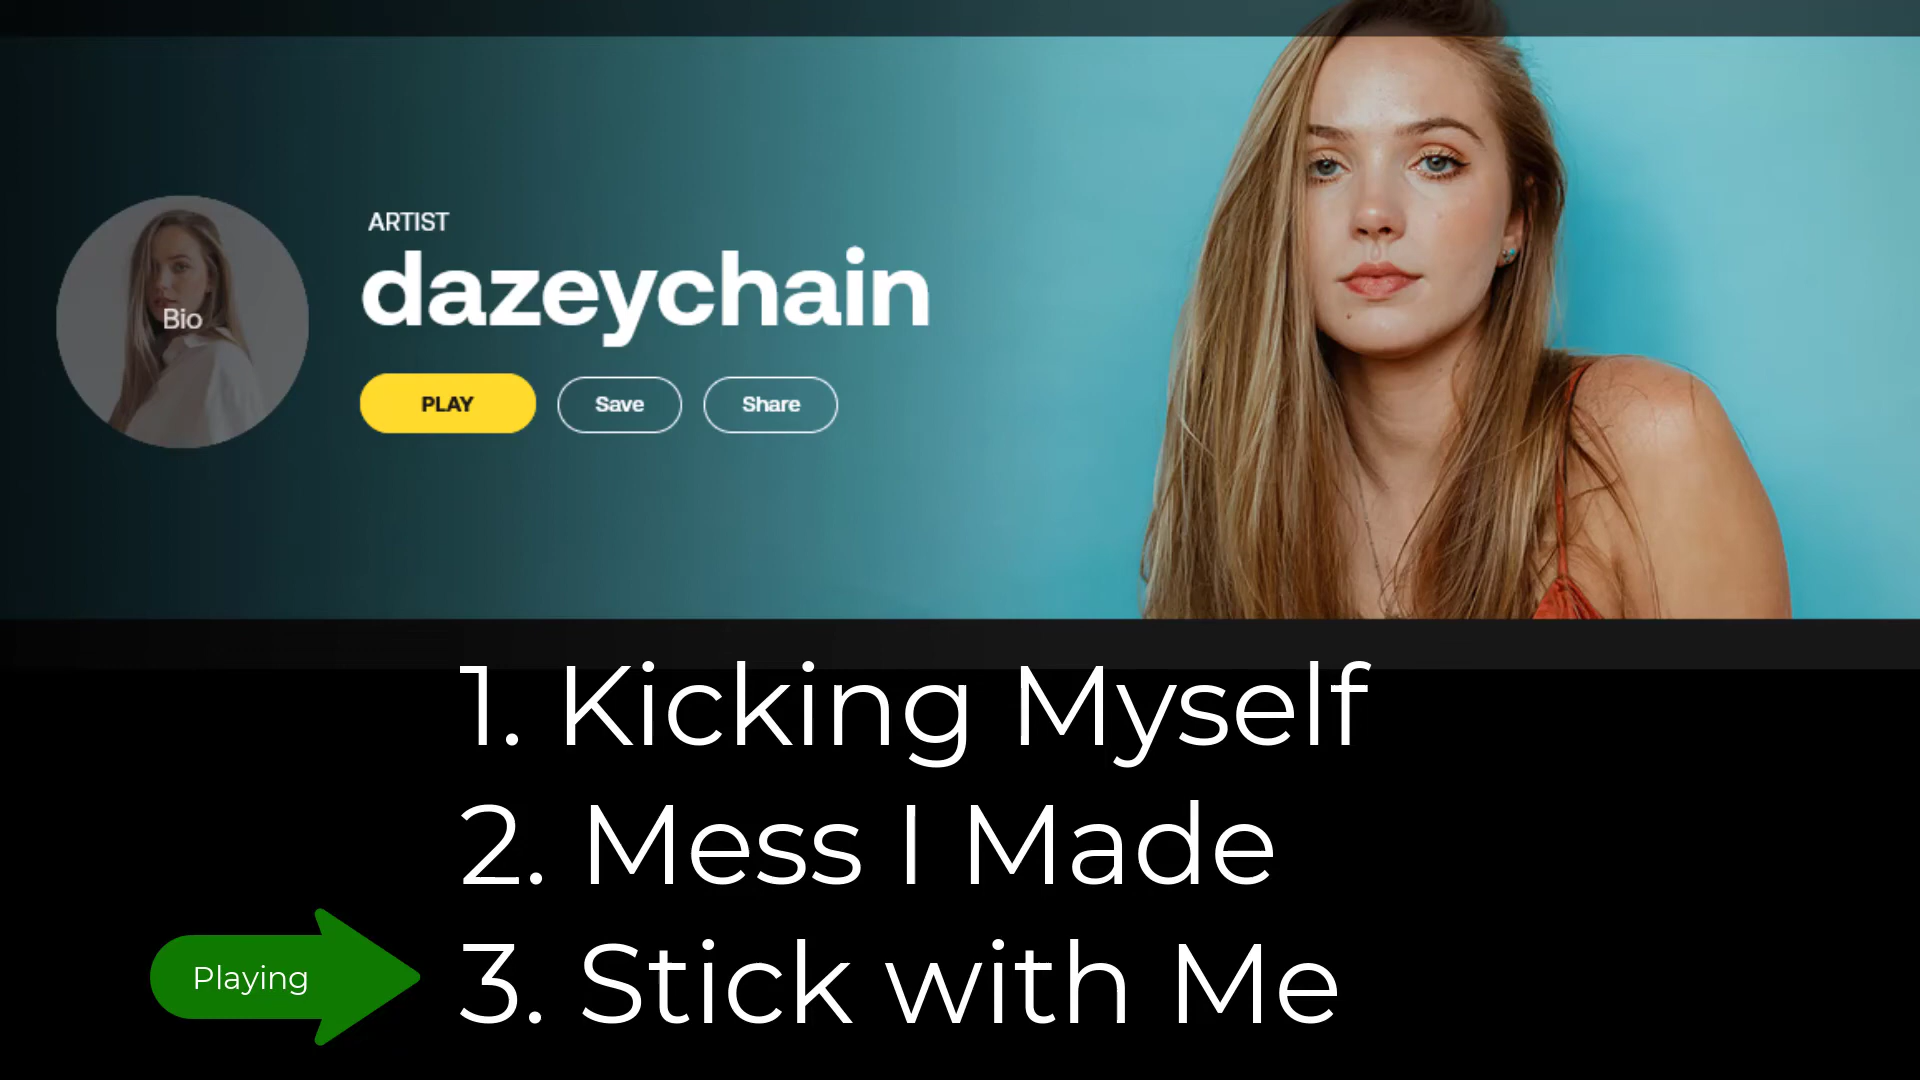 ARTIST
dazeychain
Bio
PLAY Save Share
1. Kicking Myself
2. Mess I Made
Playing
3. Stick with Me